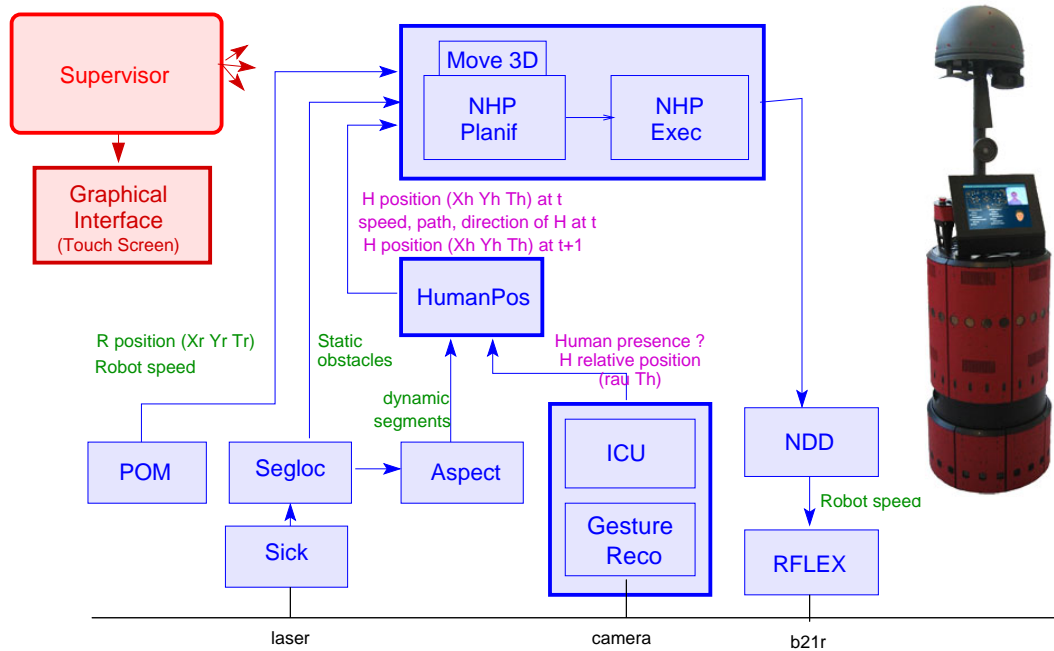 Supervisor
Move 3D
NHP
Planif
NHP
Exec
Graphical
Interface
(Touch Screen)
H position (Xh Yh Th) at t
speed, path, direction of H at t
H position (Xh Yh Th) at t+1
HumanPos
R position (Xr Yr Tr)
Robot speed
Static
obstacles
Human presence ?
H relative position
(rau Th)
dynamic
segments
POM
Segloc
Aspect
ICU
NDD
Robot speed
Sick
Gesture
Reco
RFLEX
laser
camera
b21r